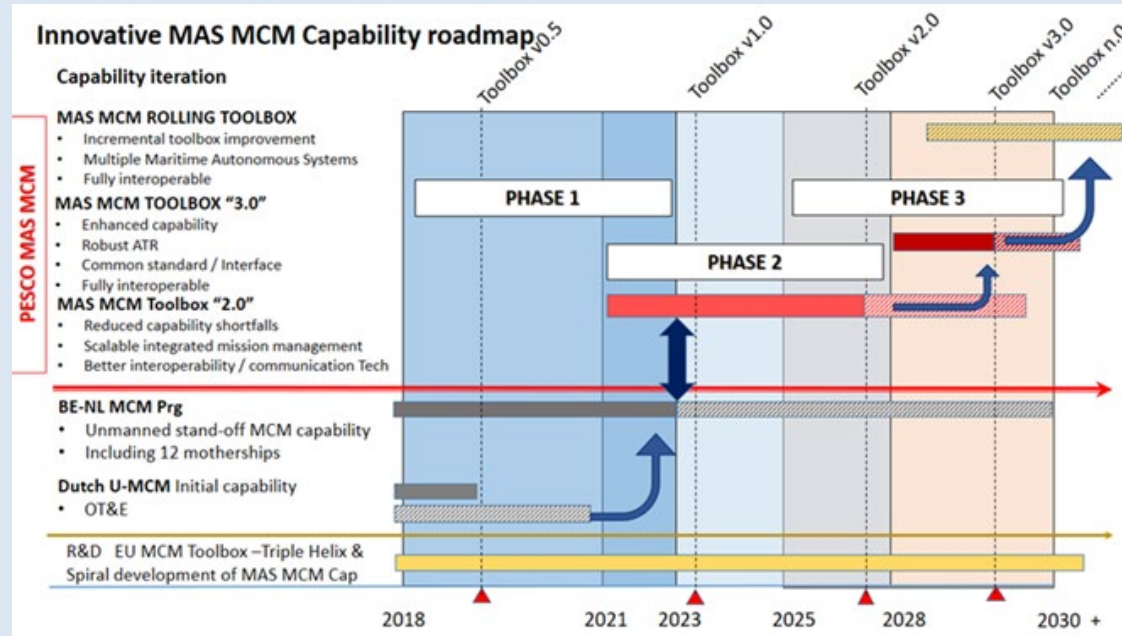 Innovative MAS MCM Capability roadmap
Toolbox v0.5
Toolbox v1.0
Toolbox v2.0
Toolbox v3.0
Toolbox n.0
Capability iteration
PESCO MAS MCM
MAS MCM ROLLING TOOLBOX
• Incremental toolbox improvement
• Multiple Maritime Autonomous Systems
• Fully interoperable
MAS MCM TOOLBOX “3.0”
• Enhanced capability
• Robust ATR
• Common standard / Interface
• Fully interoperable
MAS MCM Toolbox “2.0”
• Reduced capability shortfalls
• Scalable integrated mission management
• Better interoperability / communication Tech
PHASE 1
PHASE 2
PHASE 3
BE-NL MCM Prg
• Unmanned stand-off MCM capability
• Including 12 motherships
Dutch U-MCM Initial capability
• OT&E
R&D EU MCM Toolbox –Triple Helix &
Spiral development of MAS MCM Cap
2018
2021
2023
2025
2028
2030 +